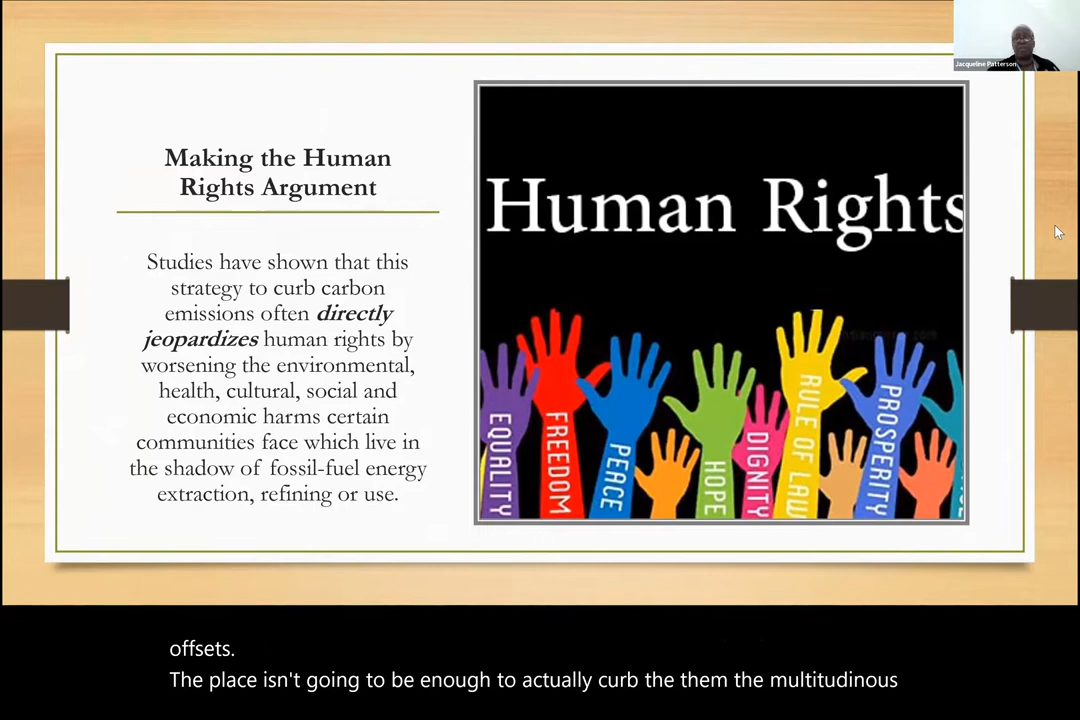 Jacqueline Patterson
Making the Human
Rights Argument
Studies have shown that this
strategy to curb carbon
emissions often directly
jeopardizes human rights by
worsening the environmental,
health, cultural, social and
economic harms certain
communities face which live in
the shadow of fossil-fuel energy
extraction, refining or use.
Human Rights
EQUALITY
FREEDOM
PEACE
HOPE
DIGNITY
RULE OF LAW
PROSPERITY
offsets.
The place isn't going to be enough to actually curb the them the multitudinous